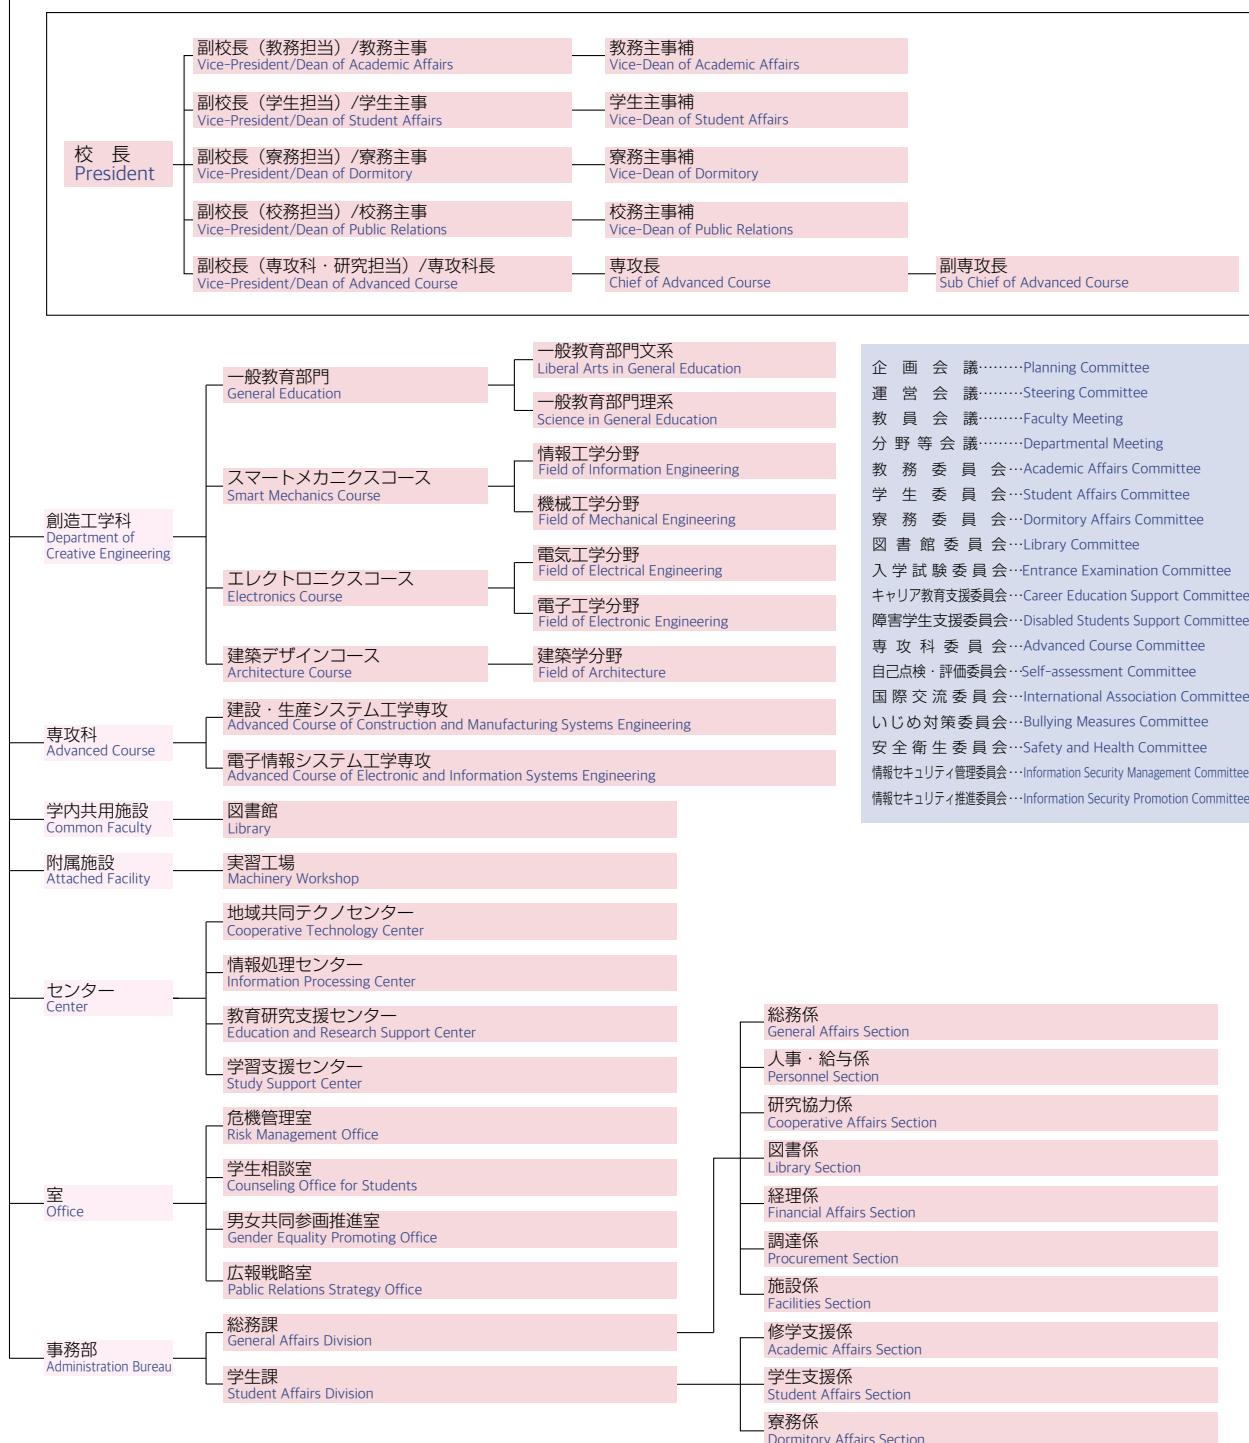 副校長（教務担当）/教務主事
Vice-President/Dean of Academic Affairs
教務主事補
Vice-Dean of Academic Affairs
副校長（学生担当）/学生主事
Vice-President/Dean of Student Affairs
学生主事補
Vice-Dean of Student Affairs
校　長
President
副校長（寮務担当）/寮務主事
Vice-President/Dean of Dormitory
寮務主事補
Vice-Dean of Dormitory
副校長（校務担当）/校務主事
Vice-President/Dean of Public Relations
校務主事補
Vice-Dean of Public Relations
副校長（専攻科・研究担当）/専攻科長
Vice-President/Dean of Advanced Course
専攻長
Chief of Advanced Course
副専攻長
Sub Chief of Advanced Course
創造工学科
Department of
Creative Engineering
一般教育部門
General Education
一般教育部門文系
Liberal Arts in General Education
一般教育部門理系
Science in General Education
スマートメカニクスコース
Smart Mechanics Course
情報工学分野
Field of Information Engineering
機械工学分野
Field of Mechanical Engineering
エレクトロニクスコース
Electronics Course
電気工学分野
Field of Electrical Engineering
電子工学分野
Field of Electronic Engineering
建築デザインコース
Architecture Course
建築学分野
Field of Architecture
専攻科
Advanced Course
建設・生産システム工学専攻
Advanced Course of Construction and Manufacturing Systems Engineering
電子情報システム工学専攻
Advanced Course of Electronic and Information Systems Engineering
学内共用施設
Common Faculty
図書館
Library
附属施設
Attached Facility
実習工場
Machinery Workshop
センター
Center
地域共同テクノセンター
Cooperative Technology Center
情報処理センター
Information Processing Center
教育研究支援センター
Education and Research Support Center
学習支援センター
Study Support Center
室
Office
危機管理室
Risk Management Office
学生相談室
Counseling Office for Students
男女共同参画推進室
Gender Equality Promoting Office
広報戦略室
Pablic Relations Strategy Office
事務部
Administration Bureau
総務課
General Affairs Division
学生課
Student Affairs Division
総務係
General Affairs Section
人事・給与係
Personnel Section
研究協力係
Cooperative Affairs Section
図書係
Library Section
経理係
Financial Affairs Section
調達係
Procurement Section
施設係
Facilities Section
修学支援係
Academic Affairs Section
学生支援係
Student Affairs Section
寮務係
Dormitory Affairs Section
企画会議………Planning Committee
運営会議………Steering Committee
教員会議………Faculty Meeting
分野等会議………Departmental Meeting
教務委員会…Academic Affairs Committee
学生委員会…Student Affairs Committee
寮務委員会…Dormitory Affairs Committee
図書館委員会…Library Committee
入学試験委員会…Entrance Examination Committee
キャリア教育支援委員会…Career Education Support Committee
障害学生支援委員会…Disabled Students Support Committee
専攻科委員会…Advanced Course Committee
自己点検・評価委員会…Self-assessment Committee
国際交流委員会…International Association Committee
いじめ対策委員会…Bullying Measures Committee
安全衛生委員会…Safety and Health Committee
情報セキュリティ管理委員会…Information Security Management Committee
情報セキュリティ推進委員会…Information Security Promotion Committee